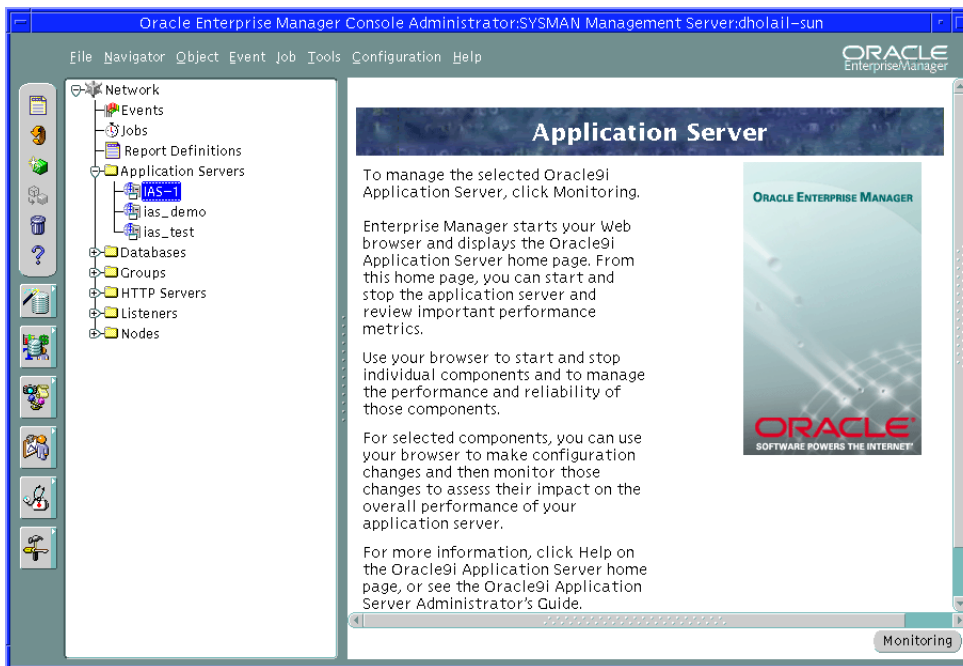 Oracle Enterprise Manager Console Administrator:SYSMAN Management Server:dholail-sun
File Navigator Object Event Job Tools Configuration Help
ORACLE
EnterpriseManager
Network
Events
Jobs
Report Definitions
Application Servers
IAS-1
ias_demo
ias_test
Databases
Groups
HTTP Servers
Listeners
Nodes
Application Server
To manage the selected Oracle9i
Application Server, click Monitoring.
Enterprise Manager starts your Web
browser and displays the Oracle9i
Application Server home page. From
this home page, you can start and
stop the application server and
review important performance
metrics.
Use your browser to start and stop
individual components and to manage
the performance and reliability of
those components.
For selected components, you can use
your browser to make configuration
changes and then monitor those
changes to assess their impact on the
overall performance of your
application server.
For more information, click Help on
the Oracle9i Application Server home
page, or see the Oracle9i Application
Server Administrator's Guide.
ORACLE ENTERPRISE MANAGER
ORACLE
SOFTWARE POWERS THE INTERNET
Monitoring